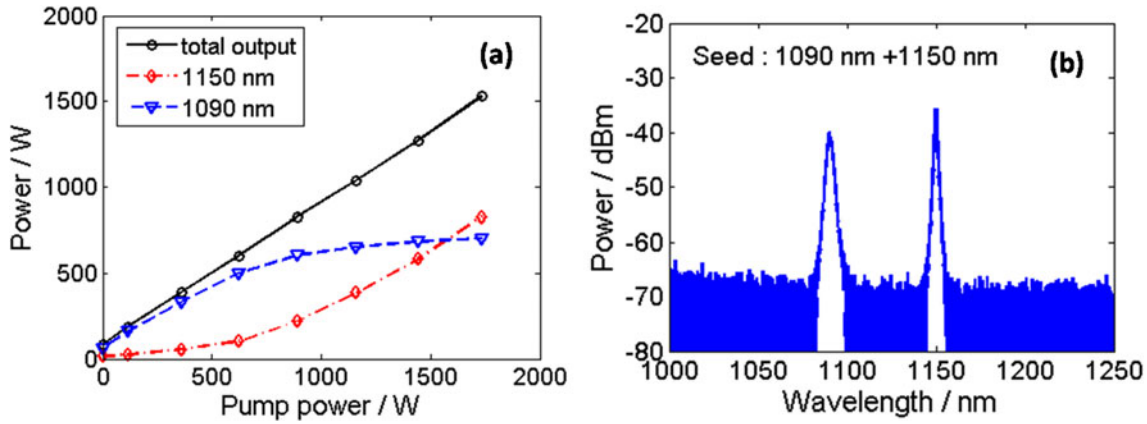 2000
1500
1000
500
0
0
500
1000
1500
2000
Power / W
Pump power / W
total output
1150 nm
1090 nm
(a)
-20
-30
-40
-50
-60
-70
-80
1000
1050
1100
1150
1200
1250
Power / dBm
Wavelength / nm
Seed : 1090 nm +1150 nm
(b)